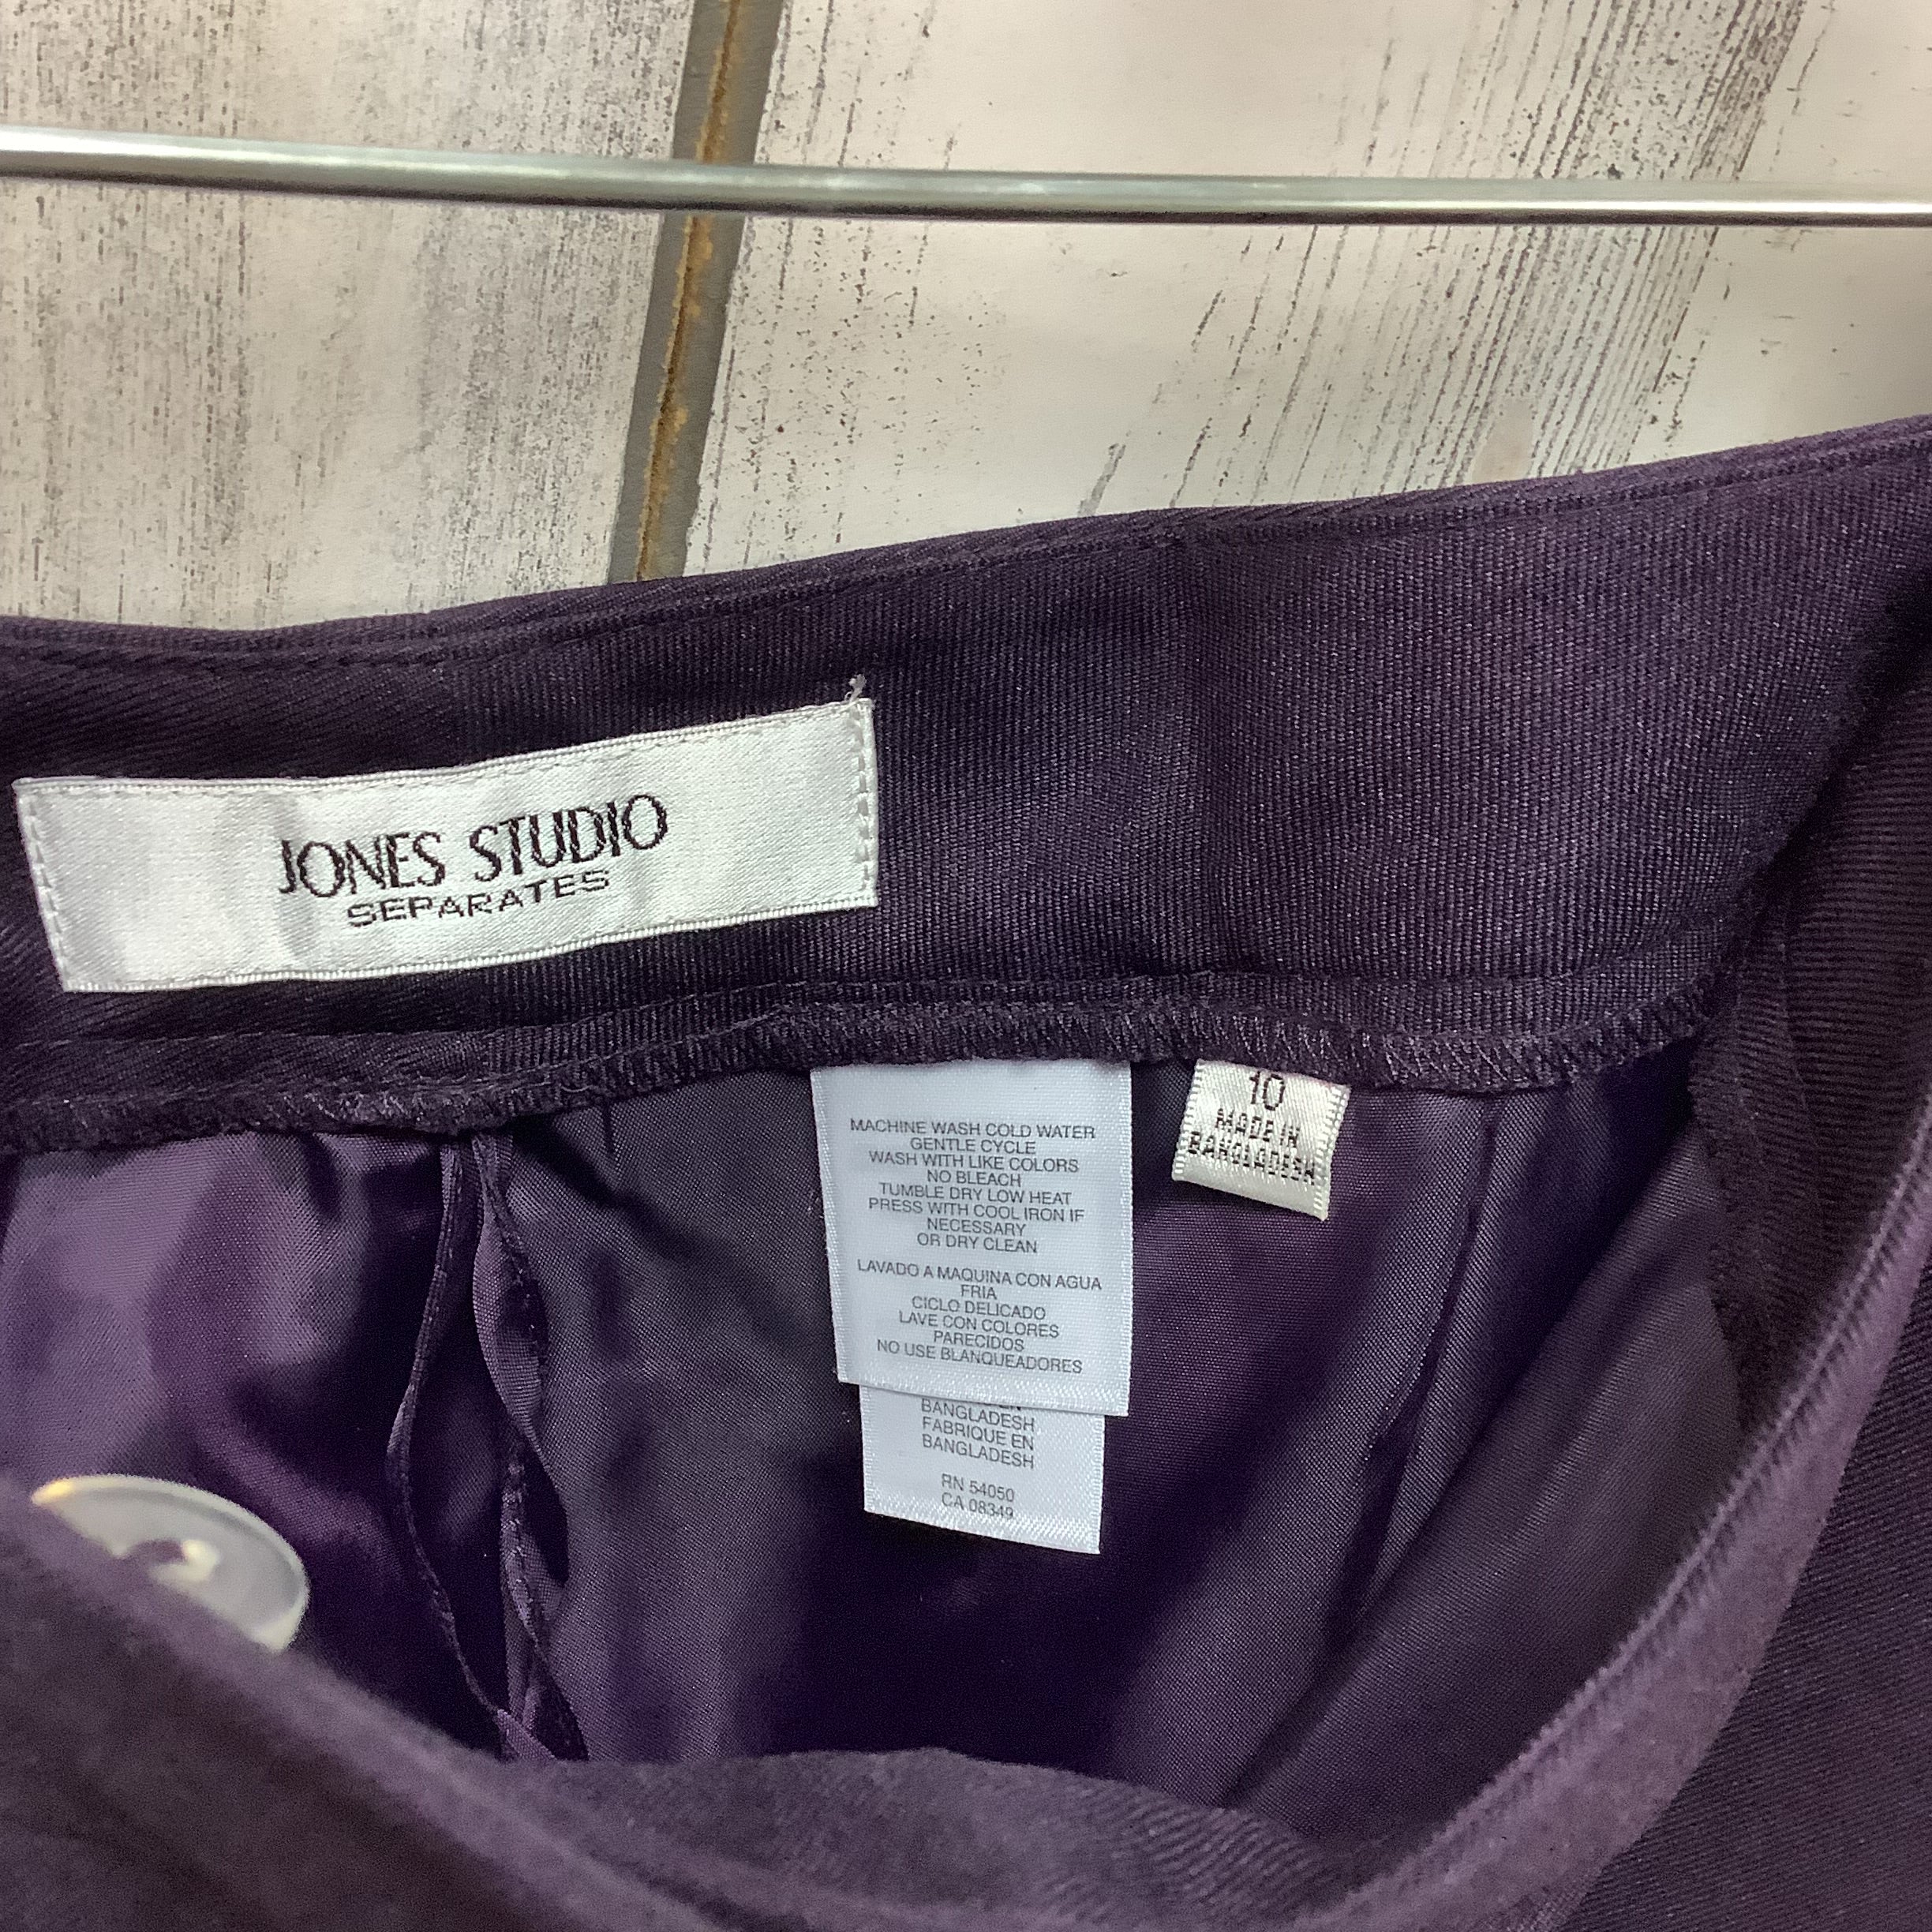 JONES STUDIO
SEPARATES
10
MADE IN
BANGLADESH
MACHINE WASH COLD WATER
GENTLE CYCLE
WASH WITH LIKE COLORS
NO BLEACH
TUMBLE DRY LOW HEAT
PRESS WITH COOL IRON IF
NECESSARY
OR DRY CLEAN
LAVADO A MAQUINA CON AGUA
FRIA
CICLO DELICADO
LAVE CON COLORES
PARECIDOS
NO USE BLANQUEADORES
BANGLADESH
FABRIQUE EN
BANGLADESH
RN 54050
CA 08349